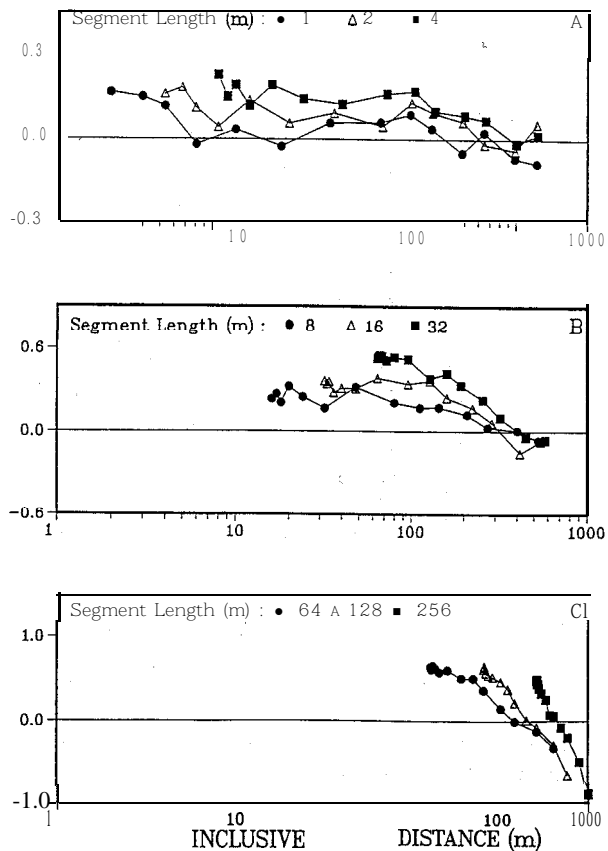 Segment Length (m) : ● 1 △ 2 ■ 4 A
0.3
0.0
-0.3
10 100 1000
Segment Length (m) : ● 8 △ 16 ■ 32 B
0.6
0.0
-0.6
1 10 100 1000
Segment Length (m) : ● 64 A 128 ■ 256 Cl
1.0
0.0
-1.0
1 10 100 1000
INCLUSIVE DISTANCE (m)